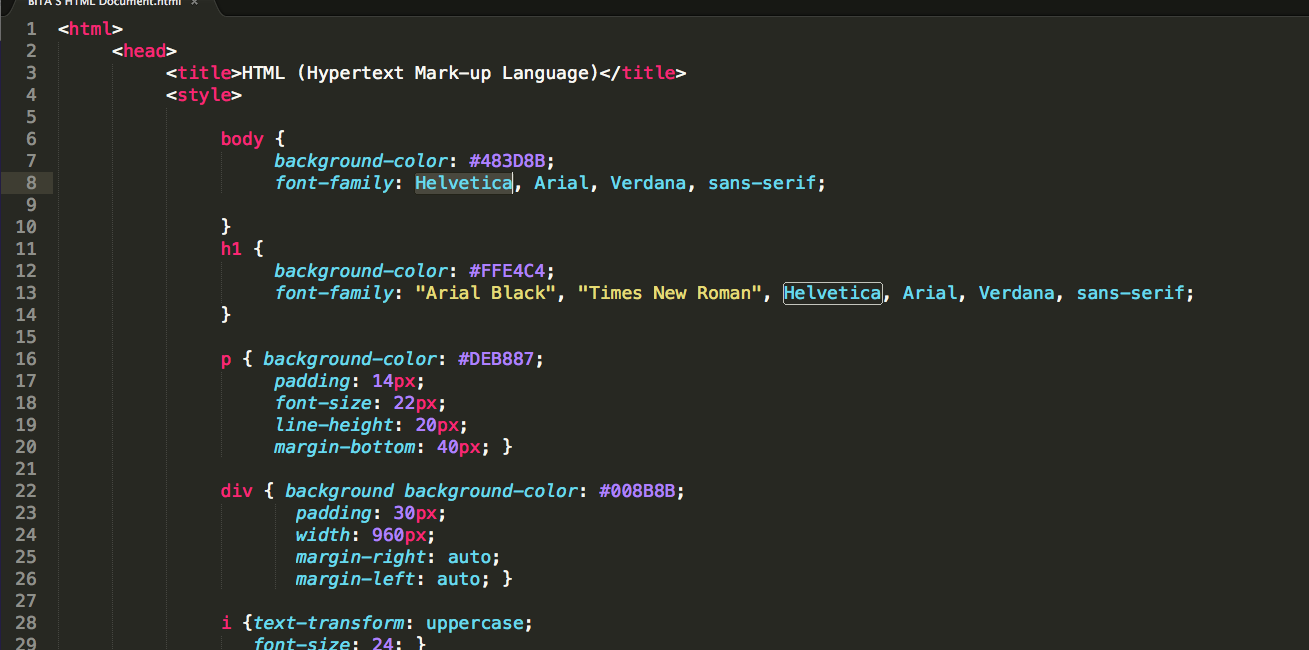 BITA'S HTML Document.html ×
1 <html>
2 <head>
3 <title>HTML (Hypertext Mark-up Language)</title>
4 <style>
5
6 body {
7 background-color: #483D8B;
8 font-family: Helvetica, Arial, Verdana, sans-serif;
9
10 }
11 h1 {
12 background-color: #FFE4C4;
13 font-family: "Arial Black", "Times New Roman", Helvetica, Arial, Verdana, sans-serif;
14 }
15
16 p { background-color: #DEB887;
17 padding: 14px;
18 font-size: 22px;
19 line-height: 20px;
20 margin-bottom: 40px; }
21
22 div { background background-color: #008B8B;
23 padding: 30px;
24 width: 960px;
25 margin-right: auto;
26 margin-left: auto; }
27
28 i {text-transform: uppercase;
29 font-size: 24; }